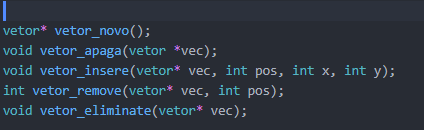 vetor* vetor_novo();
void vetor_apaga(vetor *vec);
void vetor_insere(vetor* vec, int pos, int x, int y);
int vetor_remove(vetor* vec, int pos);
void vetor_eliminate(vetor* vec);